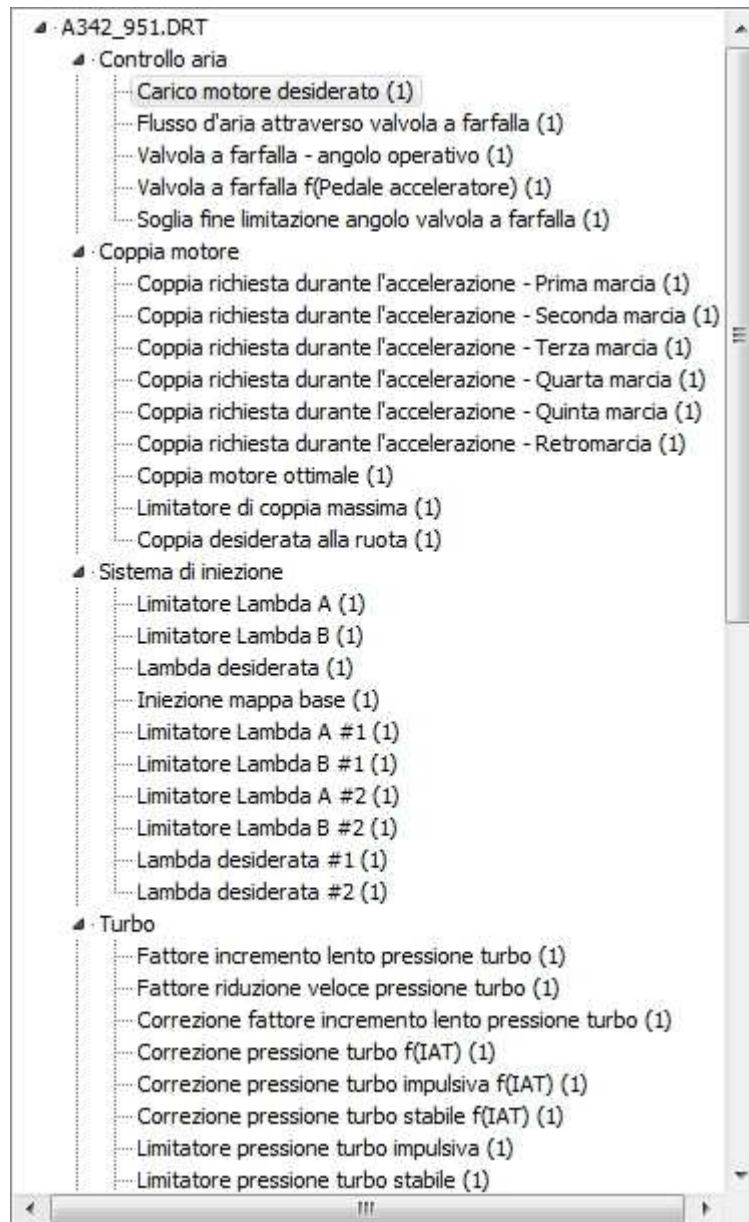 A342_951.DRT
Controllo aria
Carico motore desiderato (1)
Flusso d'aria attraverso valvola a farfalla (1)
Valvola a farfalla - angolo operativo (1)
Valvola a farfalla f(Pedale acceleratore) (1)
Soglia fine limitazione angolo valvola a farfalla (1)
Coppia motore
Coppia richiesta durante l'accelerazione - Prima marcia (1)
Coppia richiesta durante l'accelerazione - Seconda marcia (1)
Coppia richiesta durante l'accelerazione - Terza marcia (1)
Coppia richiesta durante l'accelerazione - Quarta marcia (1)
Coppia richiesta durante l'accelerazione - Quinta marcia (1)
Coppia richiesta durante l'accelerazione - Retromarcia (1)
Coppia motore ottimale (1)
Limitatore di coppia massima (1)
Coppia desiderata alla ruota (1)
Sistema di iniezione
Limitatore Lambda A (1)
Limitatore Lambda B (1)
Lambda desiderata (1)
Iniezione mappa base (1)
Limitatore Lambda A #1 (1)
Limitatore Lambda B #1 (1)
Limitatore Lambda A #2 (1)
Limitatore Lambda B #2 (1)
Lambda desiderata #1 (1)
Lambda desiderata #2 (1)
Turbo
Fattore incremento lento pressione turbo (1)
Fattore riduzione veloce pressione turbo (1)
Correzione fattore incremento lento pressione turbo (1)
Correzione pressione turbo f(IAT) (1)
Correzione pressione turbo impulsiva f(IAT) (1)
Correzione pressione turbo stabile f(IAT) (1)
Limitatore pressione turbo impulsiva (1)
Limitatore pressione turbo stabile (1)